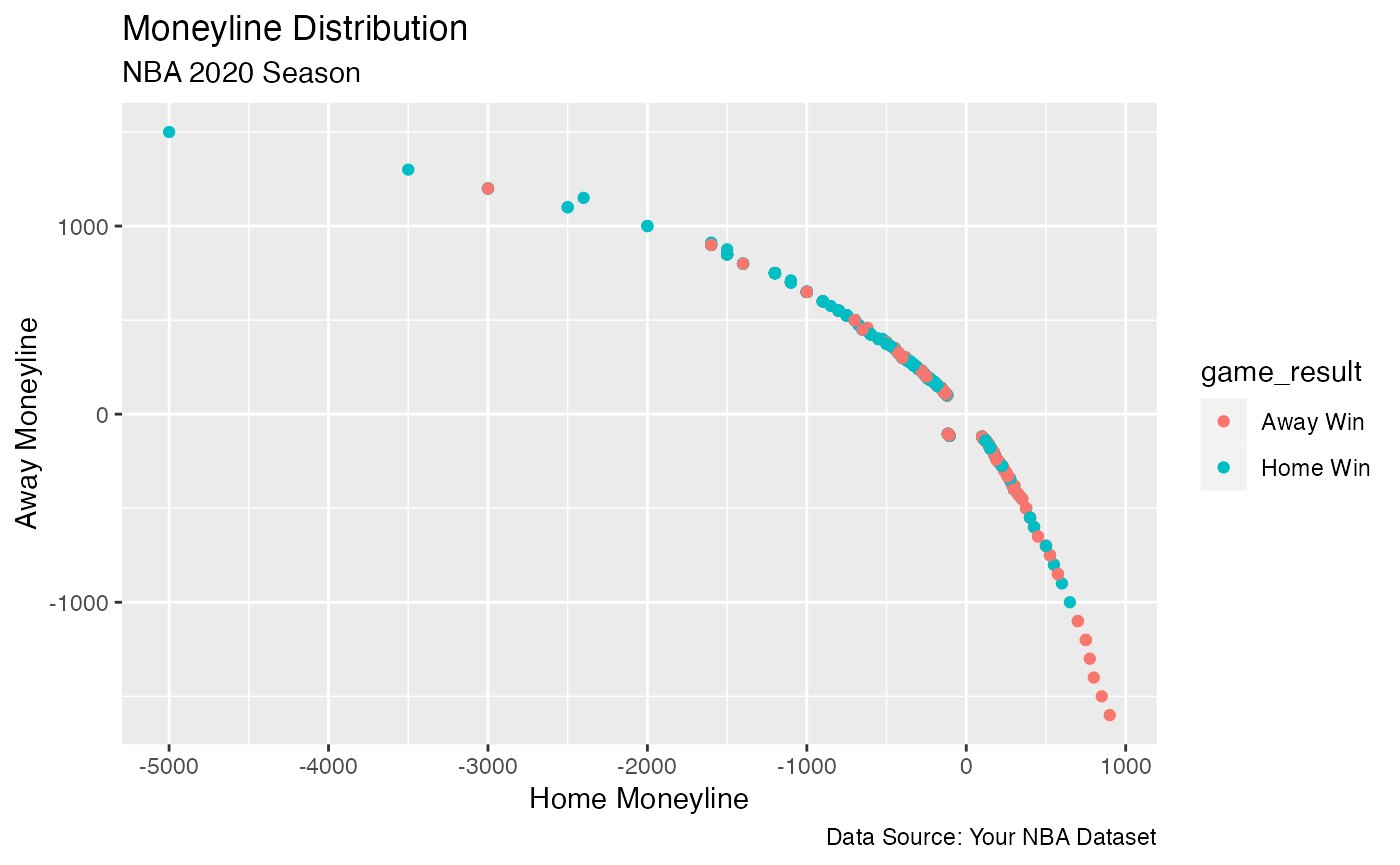 Moneyline Distribution
NBA 2020 Season
1000
0
-1000
Away Moneyline
-5000
-4000
-3000
-2000
-1000
0
1000
Home Moneyline
game_result
Away Win
Home Win
Data Source: Your NBA Dataset